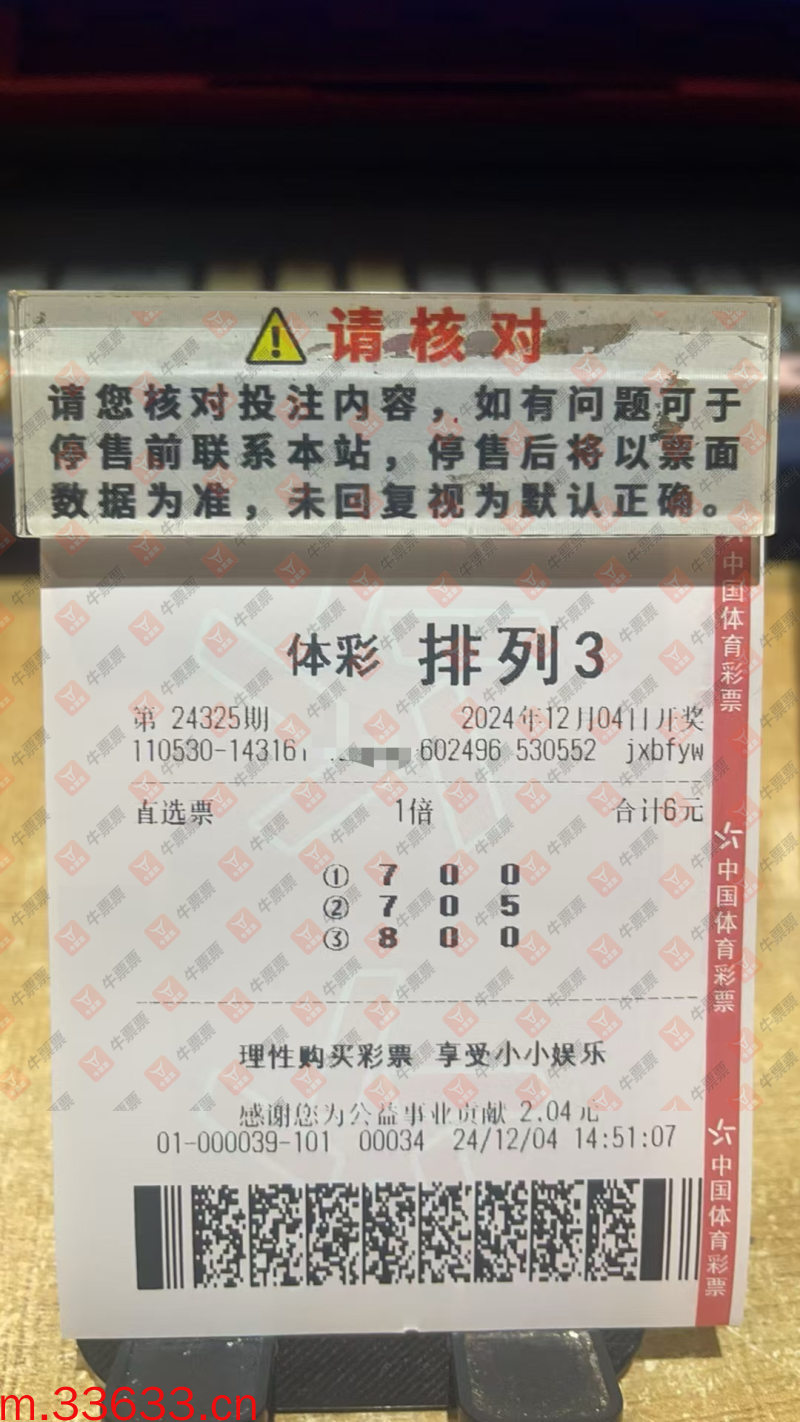 请核对
请您核对投注内容，如有问题可于
停售前联系本站，停售后将以票面
数据为准，未回复视为默认正确。
体彩 排列3
第 24325期 2024年12月04日开奖
110530-14316 602496 530552 jxbfyw
直选票 1倍 合计6元
① 7 0 0
② 7 0 5
③ 8 0 0
理性购买彩票 享受小小娱乐
感谢您为公益事业贡献 2.04元
01-000039-101 00034 24/12/04 14:51:07
中国体育彩票
中国体育彩票
中国体育彩票
牛票票
m.33633.cn